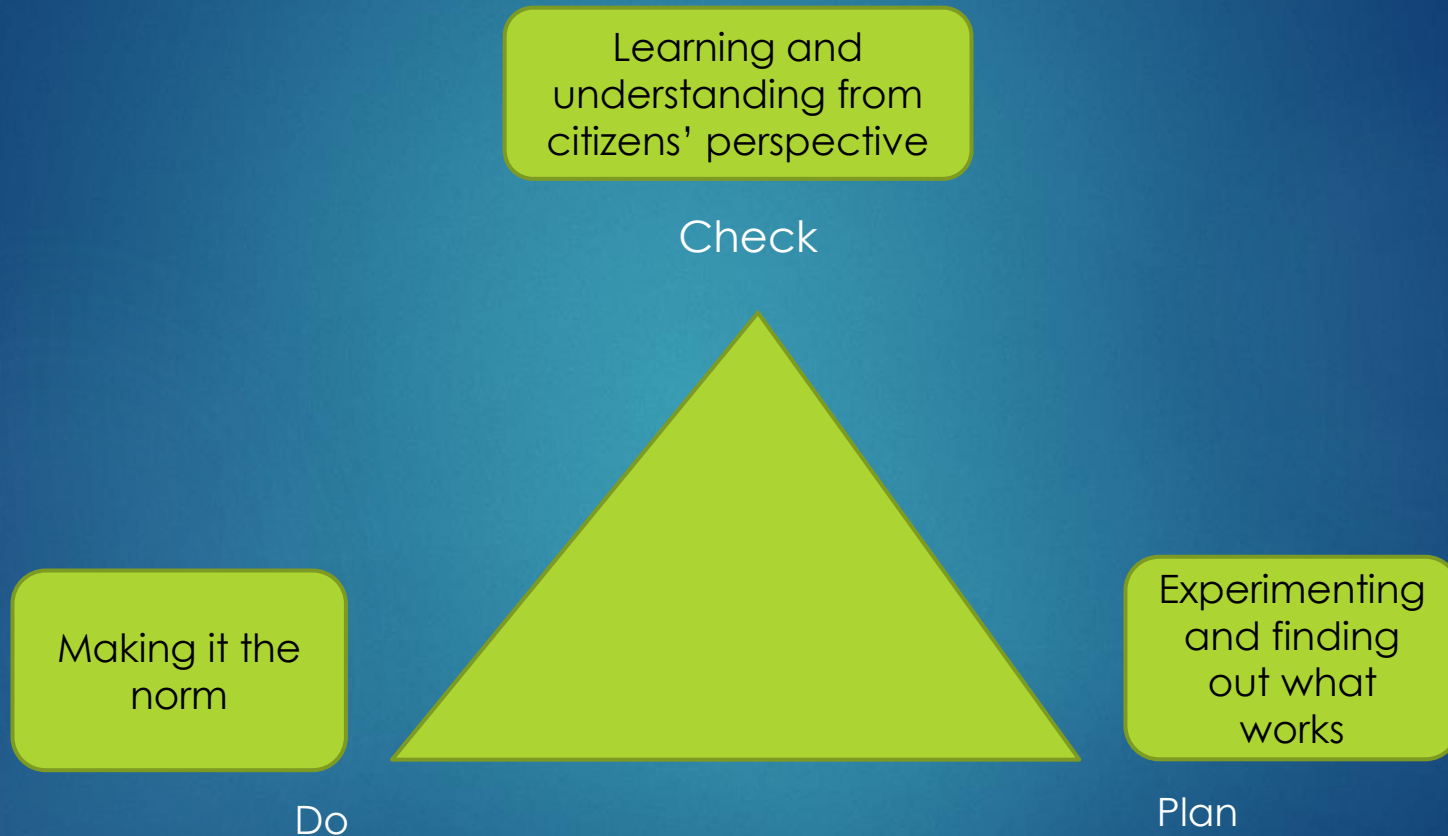 Learning and
understanding from
citizens’ perspective
Check
Making it the
norm
Experimenting
and finding
out what
works
Do
Plan